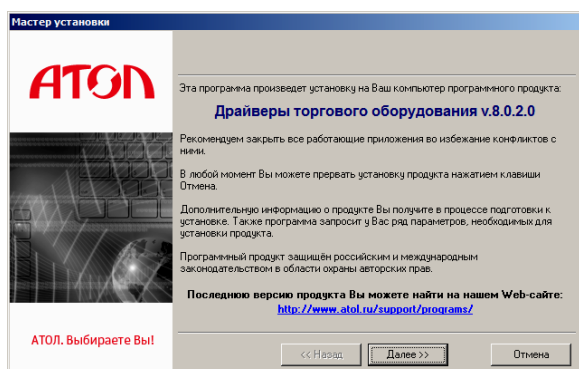 Мастер установки
АТОЛ
Эта программа произведет установку на Ваш компьютер программного продукта:
Драйверы торгового оборудования v.8.0.2.0
Рекомендуем закрыть все работающие приложения во избежание конфликтов с
ними.
В любой момент Вы можете прервать установку продукта нажатием клавиши
Отмена.
Дополнительную информацию о продукте Вы получите в процессе подготовки к
установке. Также программа запросит у Вас ряд параметров, необходимых для
установки продукта.
Программный продукт защищён российским и международным
законодательством в области охраны авторских прав.
Последнюю версию продукта Вы можете найти на нашем Web-сайте:
http://www.atol.ru/support/programs/
АТОЛ. Выбираете Вы!
<< Назад
Далее >>
Отмена